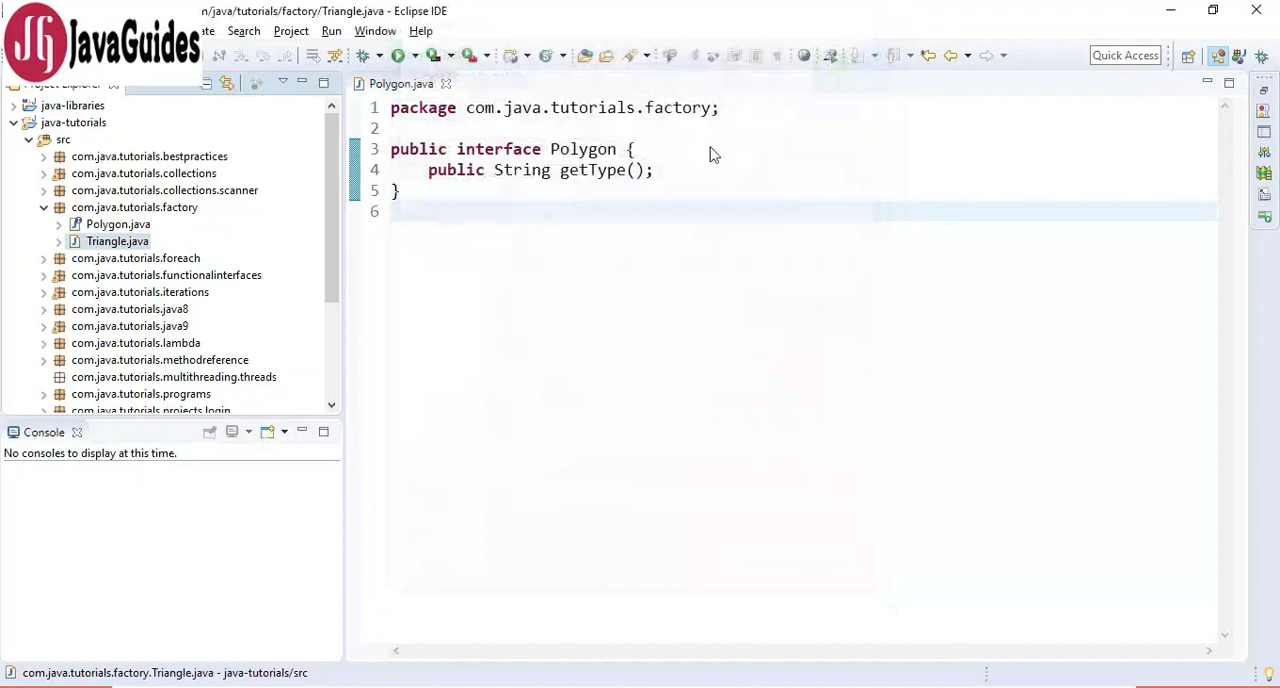 n/java/tutorials/factory/Triangle.java - Eclipse IDE
JavaGuides
ate Search Project Run Window Help
Quick Access
Project Explorer
java-libraries
java-tutorials
src
com.java.tutorials.bestpractices
com.java.tutorials.collections
com.java.tutorials.collections.scanner
com.java.tutorials.factory
Polygon.java
Triangle.java
com.java.tutorials.foreach
com.java.tutorials.functionalinterfaces
com.java.tutorials.iterations
com.java.tutorials.java8
com.java.tutorials.java9
com.java.tutorials.lambda
com.java.tutorials.methodreference
com.java.tutorials.multithreading.threads
com.java.tutorials.programs
com.java.tutorials.projects.login
Polygon.java
1 package com.java.tutorials.factory;
2
3 public interface Polygon {
4 public String getType();
5 }
6
Console
No consoles to display at this time.
com.java.tutorials.factory.Triangle.java - java-tutorials/src